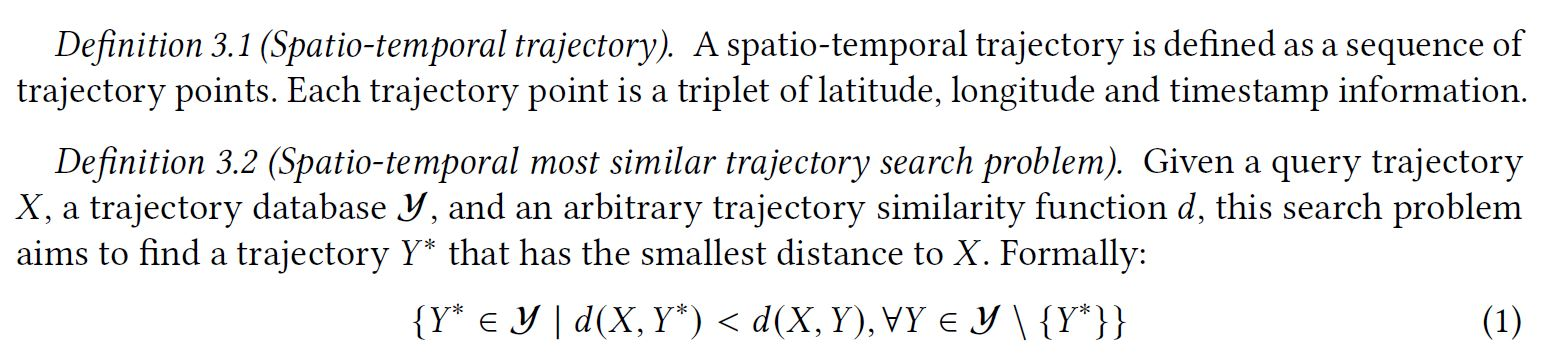 Definition 3.1 (Spatio-temporal trajectory). A spatio-temporal trajectory is defined as a sequence of
trajectory points. Each trajectory point is a triplet of latitude, longitude and timestamp information.
Definition 3.2 (Spatio-temporal most similar trajectory search problem). Given a query trajectory
X, a trajectory database 𝒴, and an arbitrary trajectory similarity function d, this search problem
aims to find a trajectory Y* that has the smallest distance to X. Formally:
{Y* ∈ 𝒴 | d(X, Y*) < d(X, Y), ∀Y ∈ 𝒴 \ {Y*}} (1)